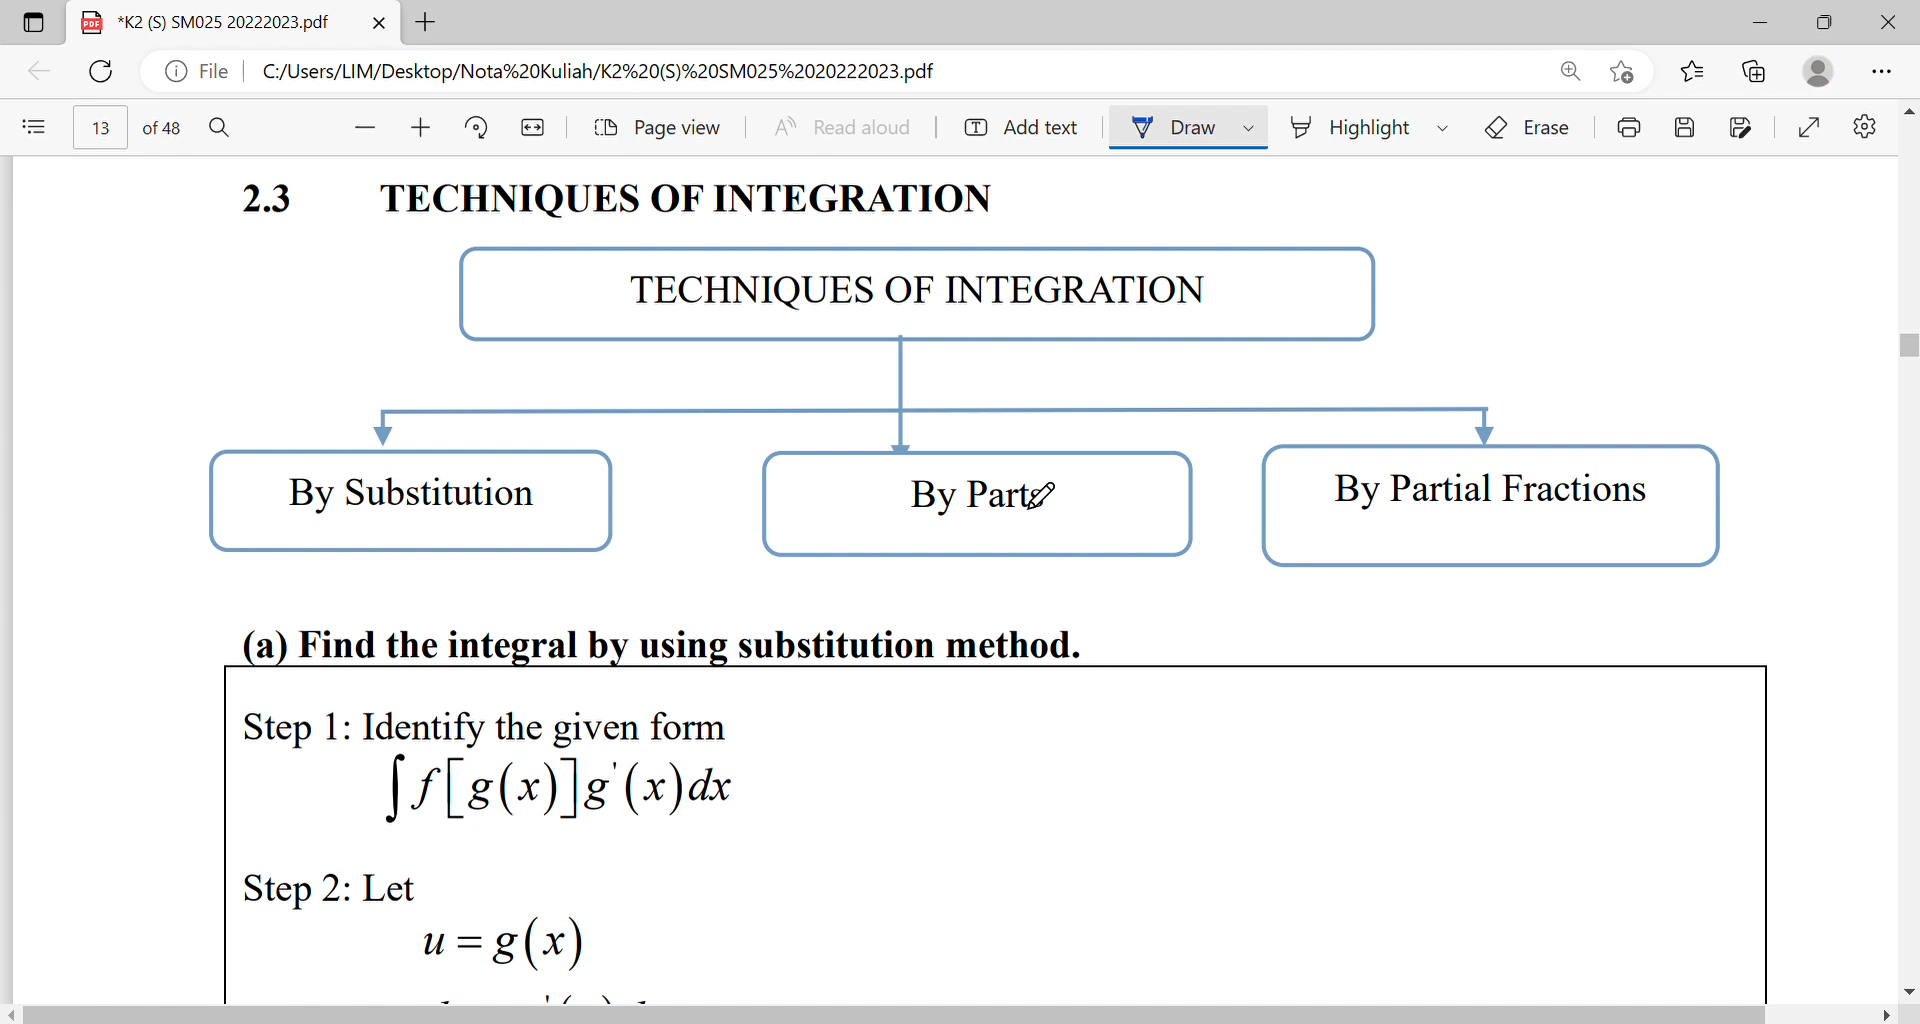 *K2 (S) SM025 20222023.pdf
File C:/Users/LIM/Desktop/Nota%20Kuliah/K2%20(S)%20SM025%2020222023.pdf
13 of 48 Page view Read aloud Add text Draw Highlight Erase
2.3 TECHNIQUES OF INTEGRATION
TECHNIQUES OF INTEGRATION
By Substitution By Parts By Partial Fractions
(a) Find the integral by using substitution method.
Step 1: Identify the given form
∫ f[g(x)]g'(x)dx
Step 2: Let
u = g(x)